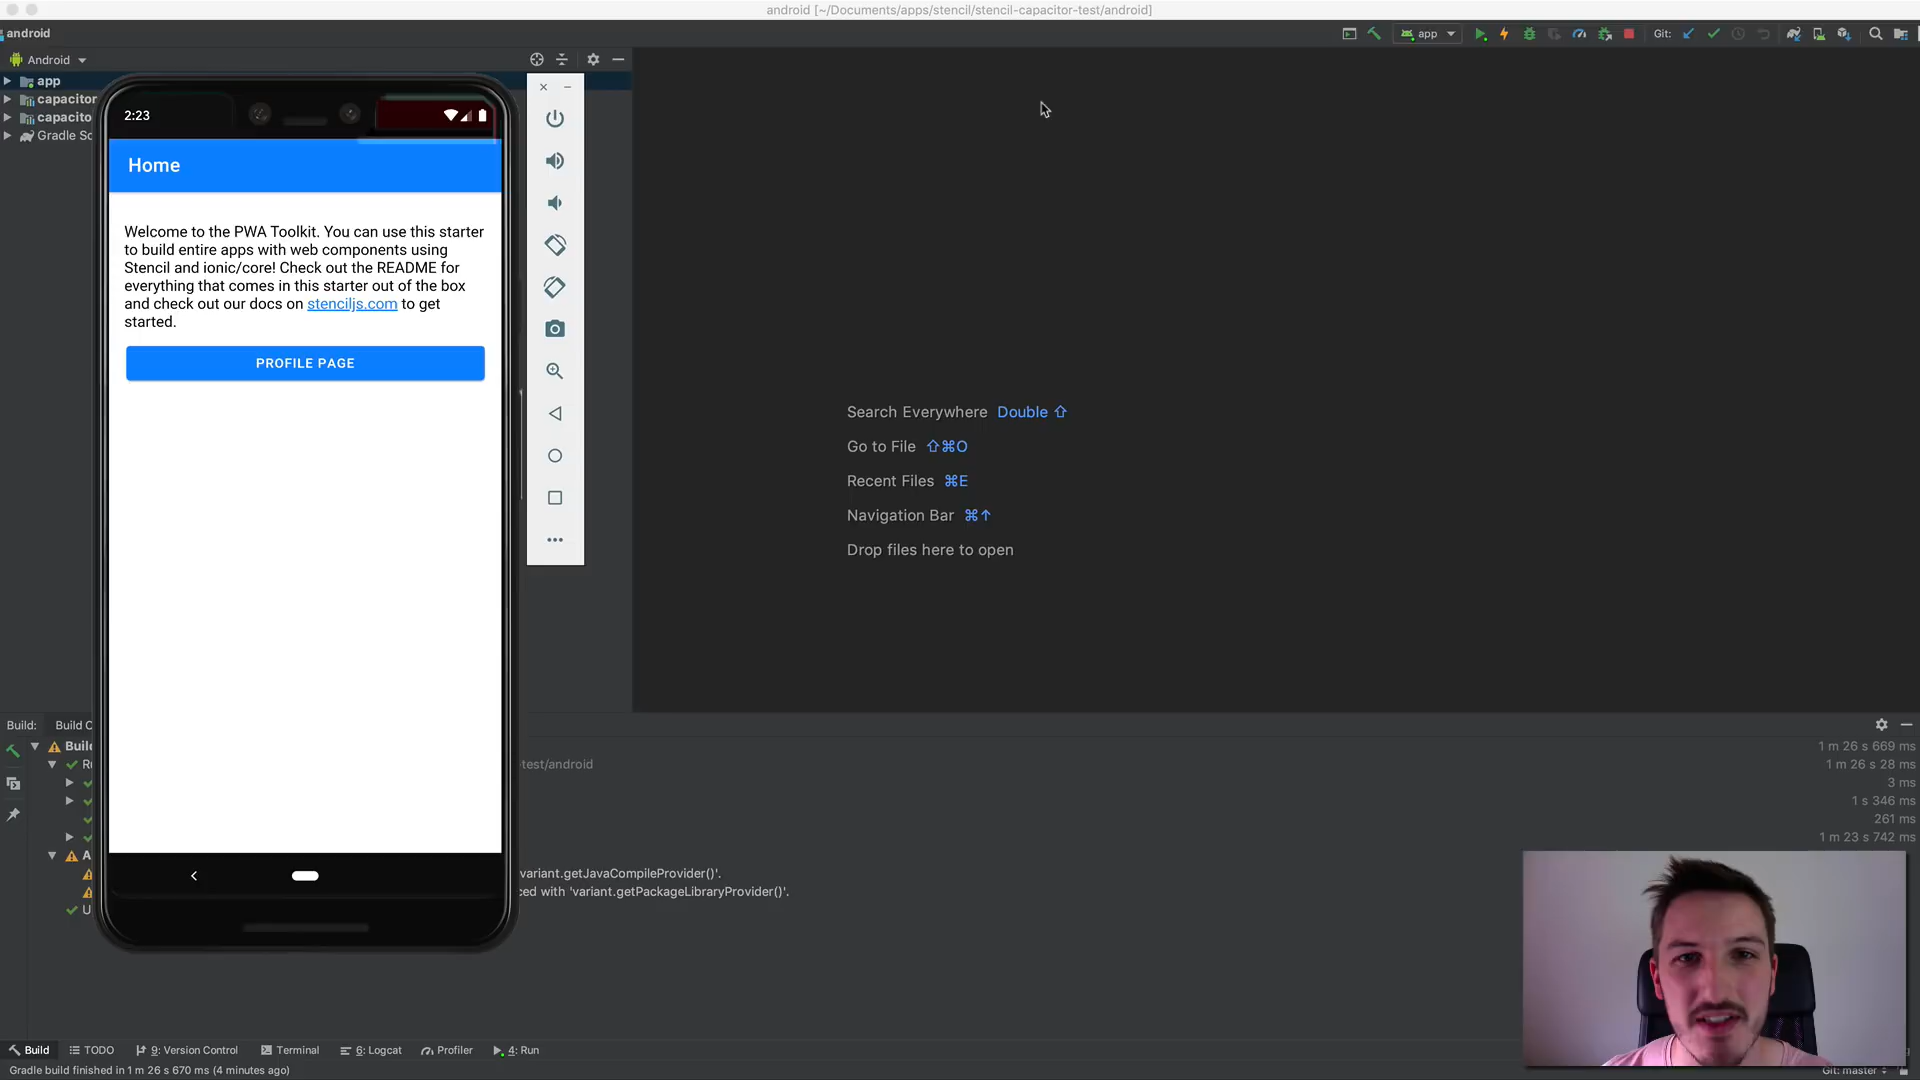 android [~/Documents/apps/stencil/stencil-capacitor-test/android]
android
app
Git:
Android
app
capacitor
capacito
Gradle Sc
2:23
Home
Welcome to the PWA Toolkit. You can use this starter
to build entire apps with web components using
Stencil and ionic/core! Check out the README for
everything that comes in this starter out of the box
and check out our docs on stenciljs.com to get
started.
PROFILE PAGE
Search Everywhere Double ⇧
Go to File ⇧⌘O
Recent Files ⌘E
Navigation Bar ⌘↑
Drop files here to open
Build:
Build
Build
1 m 26 s 669 ms
test/android
1 m 26 s 28 ms
3 ms
1 s 346 ms
261 ms
1 m 23 s 742 ms
A
variant.getJavaCompileProvider()'.
ced with 'variant.getPackageLibraryProvider()'.
U
Build
TODO
9: Version Control
Terminal
6: Logcat
Profiler
4: Run
Gradle build finished in 1 m 26 s 670 ms (4 minutes ago)
Git: master